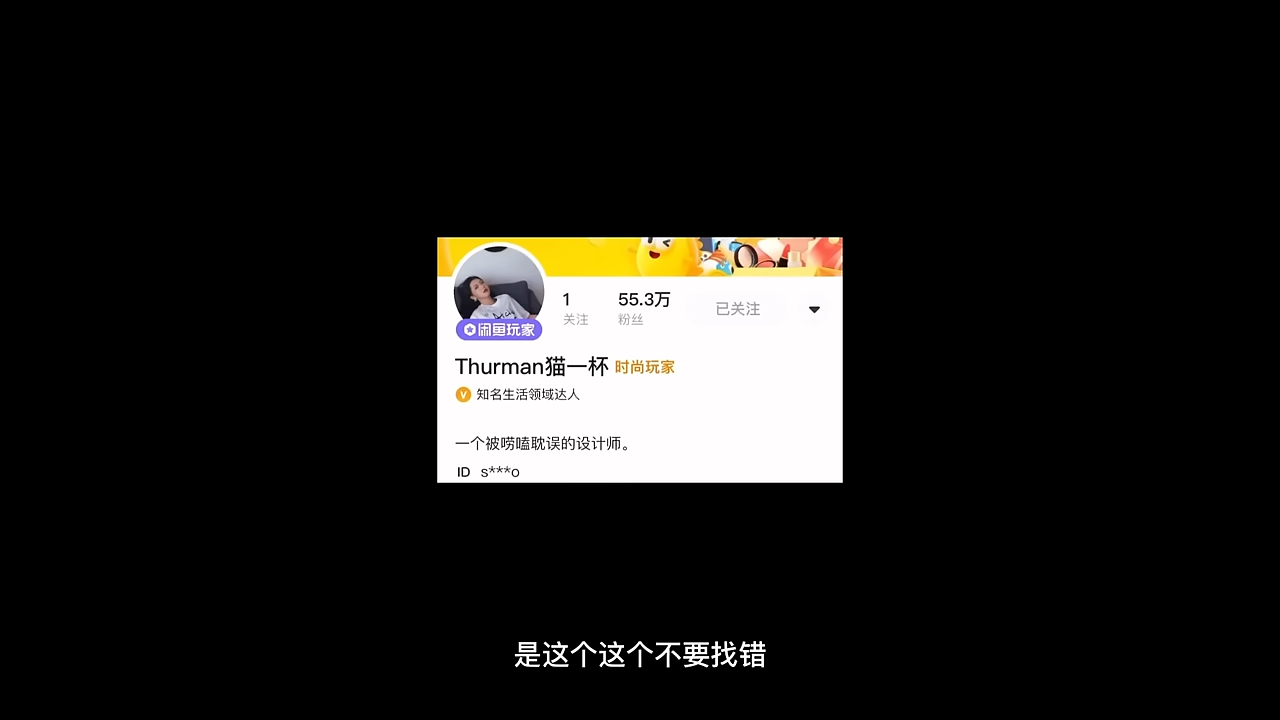 1
关注
55.3万
粉丝
已关注
闲鱼玩家
Thurman猫一杯 时尚玩家
V 知名生活领域达人
一个被唠嗑耽误的设计师。
ID s***o
是这个这个不要找错